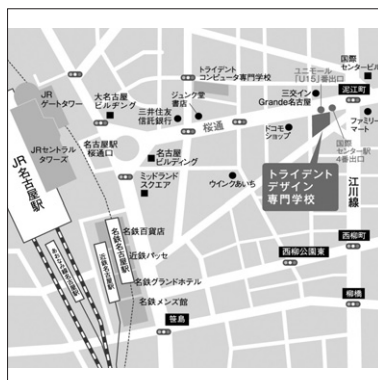 トライデント
コンピュータ専門学校
ユニモール
「U15」番出口
国際
センタービル
JR
ゲートタワー
大名古屋
ビルヂング
ジュンク堂
書店
三井住友
信託銀行
三交イン
Grande名古屋
泥江町
桜通
ドコモ
ショップ
ファミリー
マート
JRセントラル
タワーズ
名古屋駅
桜通口
名古屋
ビルディング
国際
センター駅
4番出口
JR名古屋駅
ミッドランド
スクエア
ウインクあいち
トライデント
デザイン
専門学校
江川線
名鉄百貨店
名鉄名古屋駅
近鉄名古屋駅
近鉄パッセ
西柳町
西柳公園東
あおなみ線名古屋駅
名鉄グランドホテル
名鉄メンズ館
柳橋
笹島